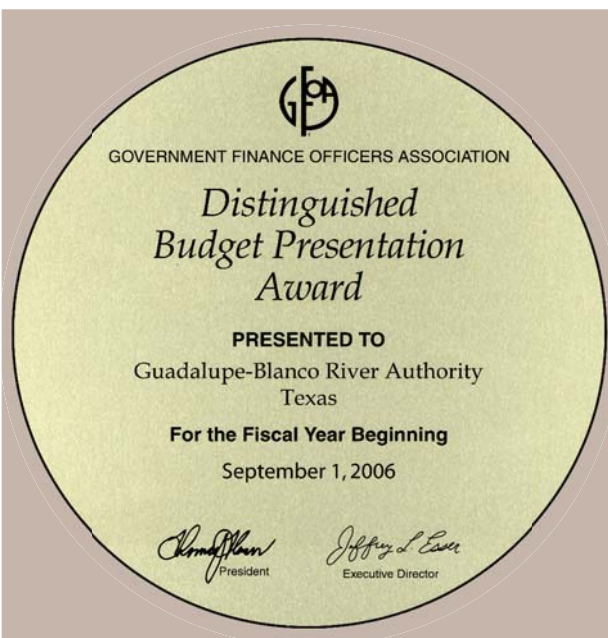 GFOA
GOVERNMENT FINANCE OFFICERS ASSOCIATION
Distinguished
Budget Presentation
Award
PRESENTED TO
Guadalupe-Blanco River Authority
Texas
For the Fiscal Year Beginning
September 1, 2006
Jeffrey L. Esser
President
Executive Director